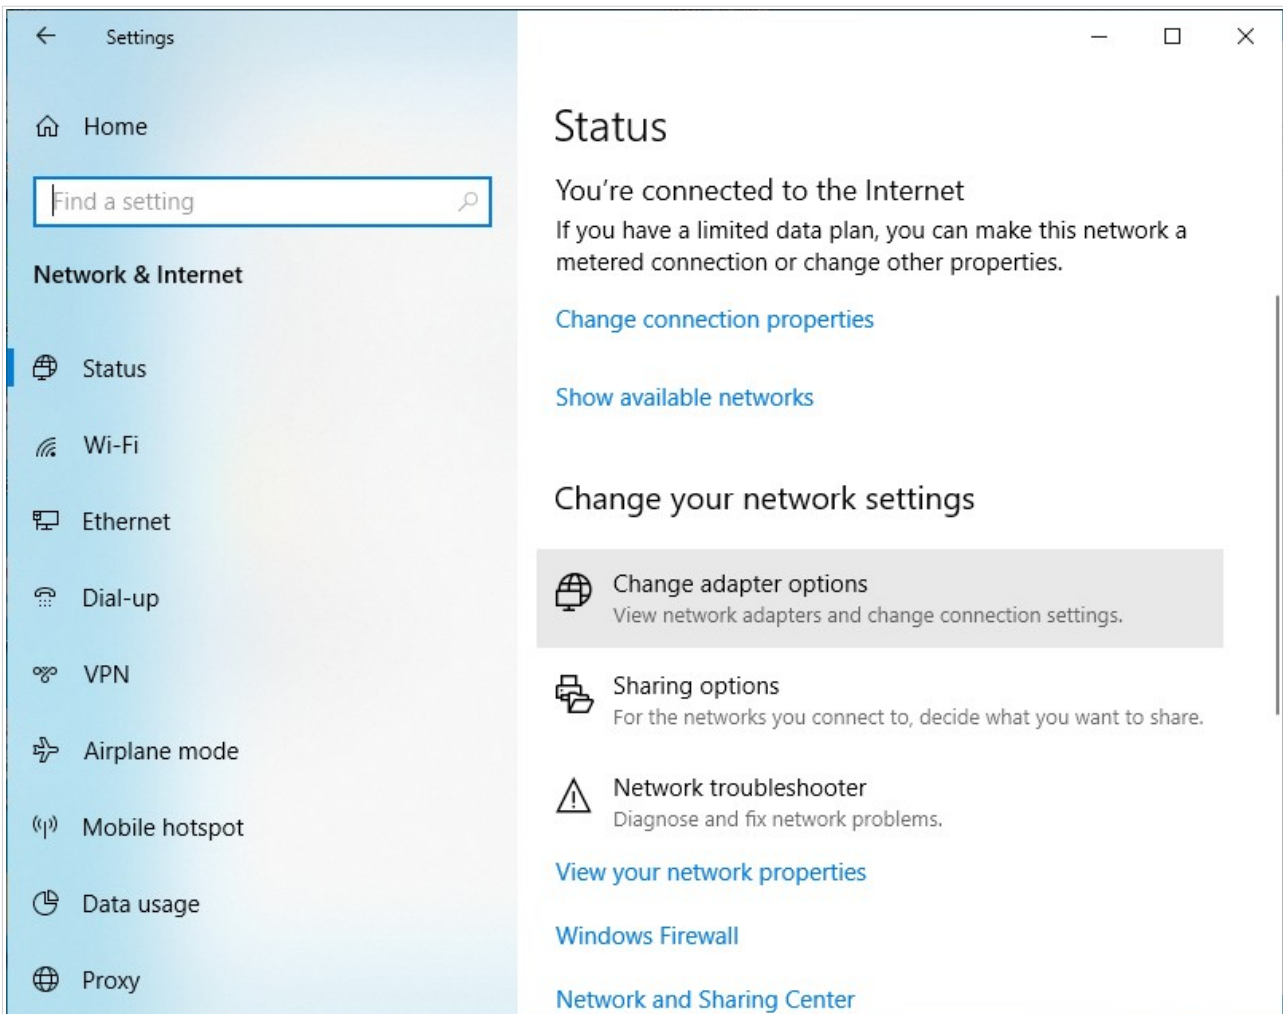 Settings
Home
Find a setting
Network & Internet
Status
Wi-Fi
Ethernet
Dial-up
VPN
Airplane mode
Mobile hotspot
Data usage
Proxy
Status
You're connected to the Internet
If you have a limited data plan, you can make this network a
metered connection or change other properties.
Change connection properties
Show available networks
Change your network settings
Change adapter options
View network adapters and change connection settings.
Sharing options
For the networks you connect to, decide what you want to share.
Network troubleshooter
Diagnose and fix network problems.
View your network properties
Windows Firewall
Network and Sharing Center